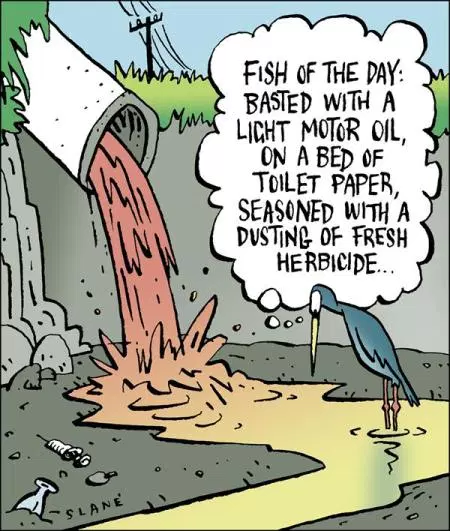 FISH OF THE DAY:
BASTED WITH A
LIGHT MOTOR OIL,
ON A BED OF
TOILET PAPER,
SEASONED WITH A
DUSTING OF FRESH
HERBICIDE...
SLANE